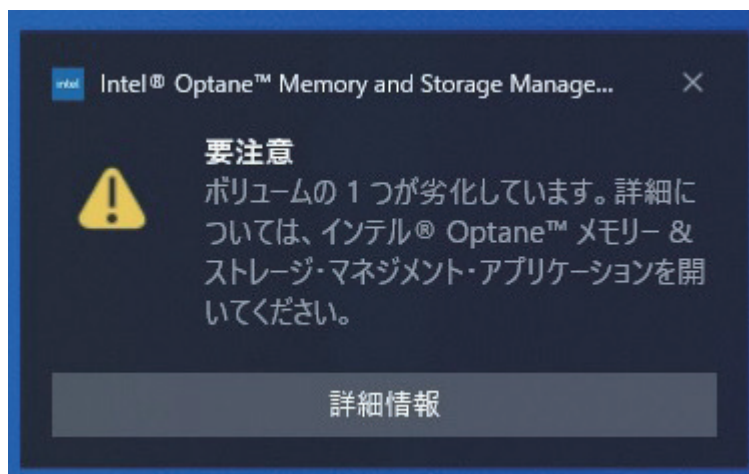 intel Intel® Optane™ Memory and Storage Manage...
要注意
ボリュームの 1 つが劣化しています。詳細に
ついては、インテル® Optane™ メモリー &
ストレージ・マネジメント・アプリケーションを開
いてください。
詳細情報